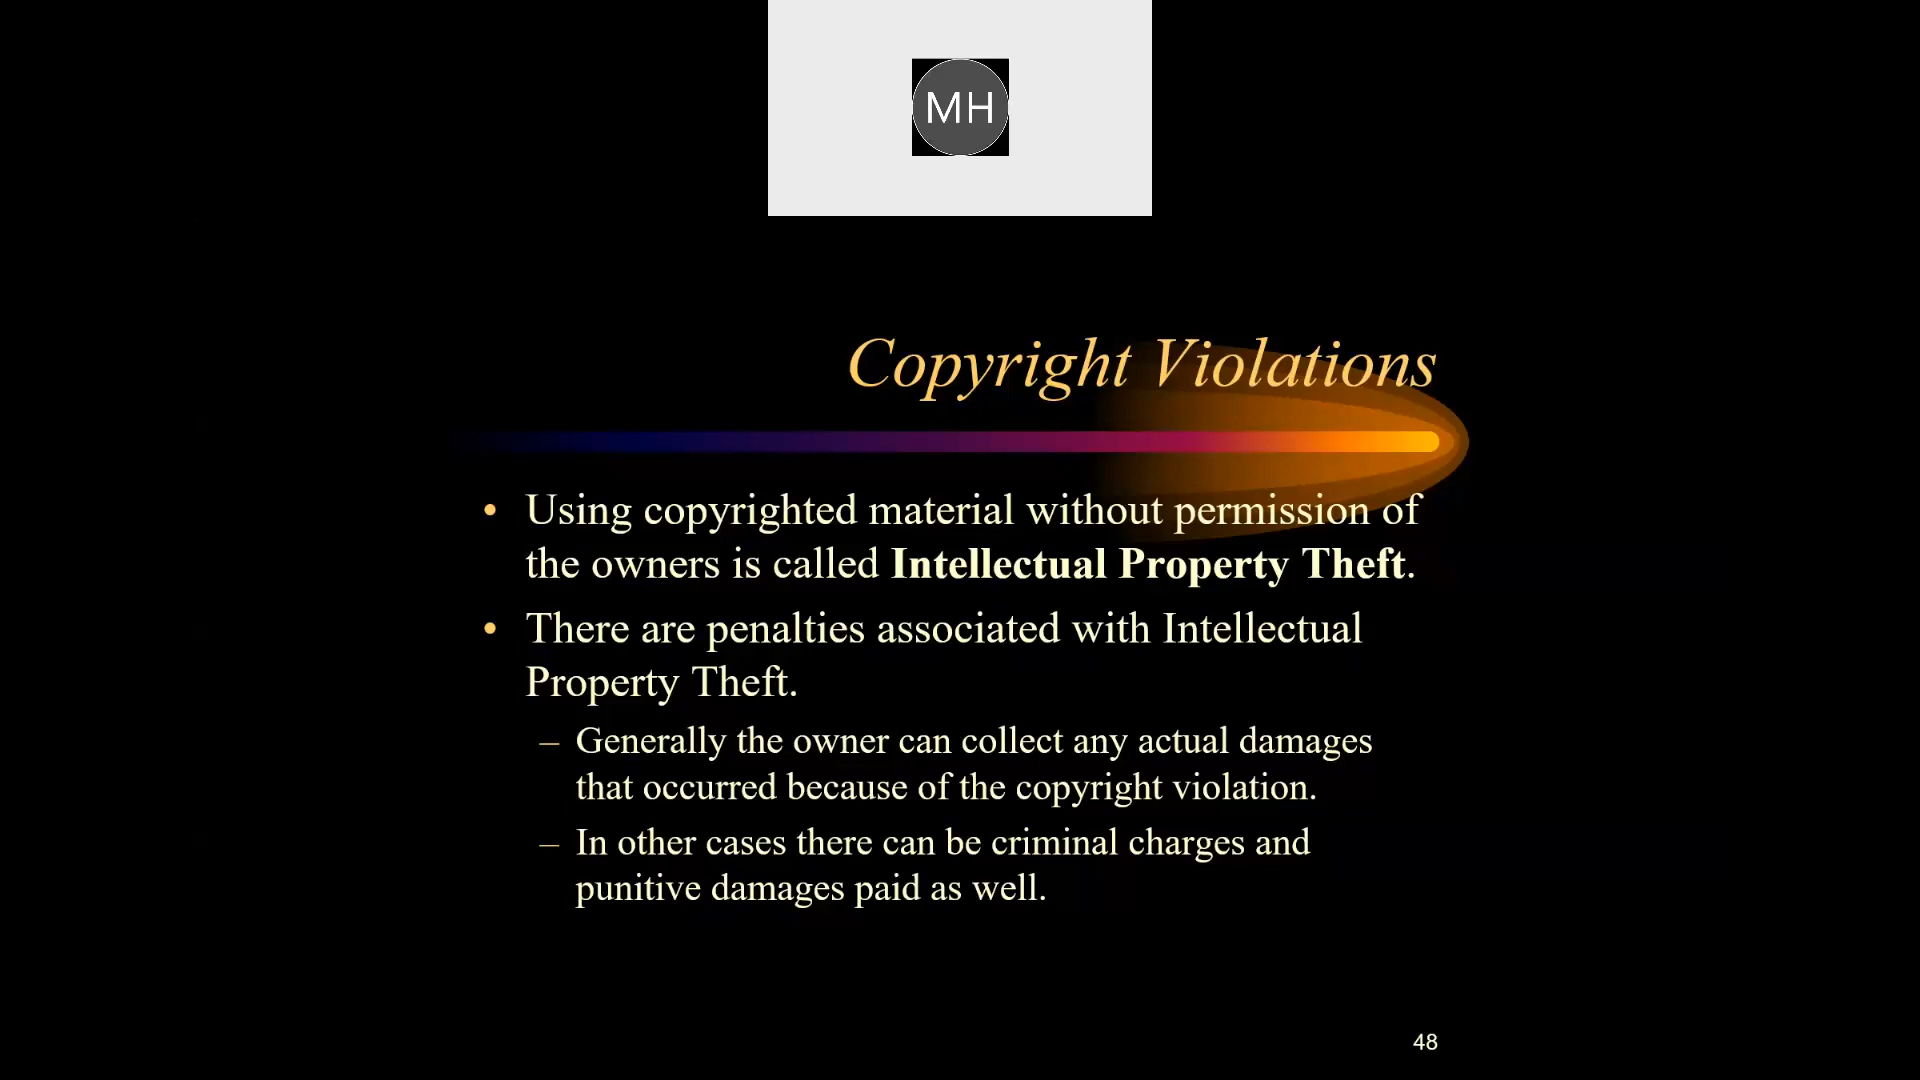 MH
Copyright Violations
• Using copyrighted material without permission of
the owners is called Intellectual Property Theft.
• There are penalties associated with Intellectual
Property Theft.
– Generally the owner can collect any actual damages
that occurred because of the copyright violation.
– In other cases there can be criminal charges and
punitive damages paid as well.
48